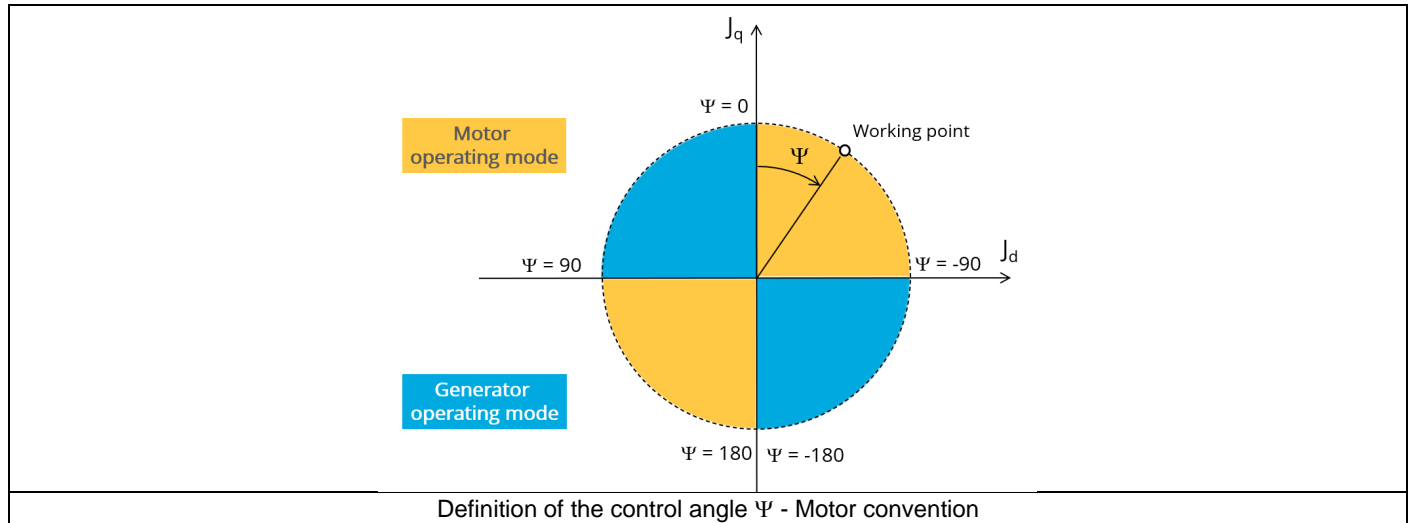 Jq
Ψ = 0
Motor
operating mode
Working point
Ψ
Ψ = 90
Jd
Ψ = -90
Generator
operating mode
Ψ = 180
Ψ = -180
Definition of the control angle Ψ - Motor convention